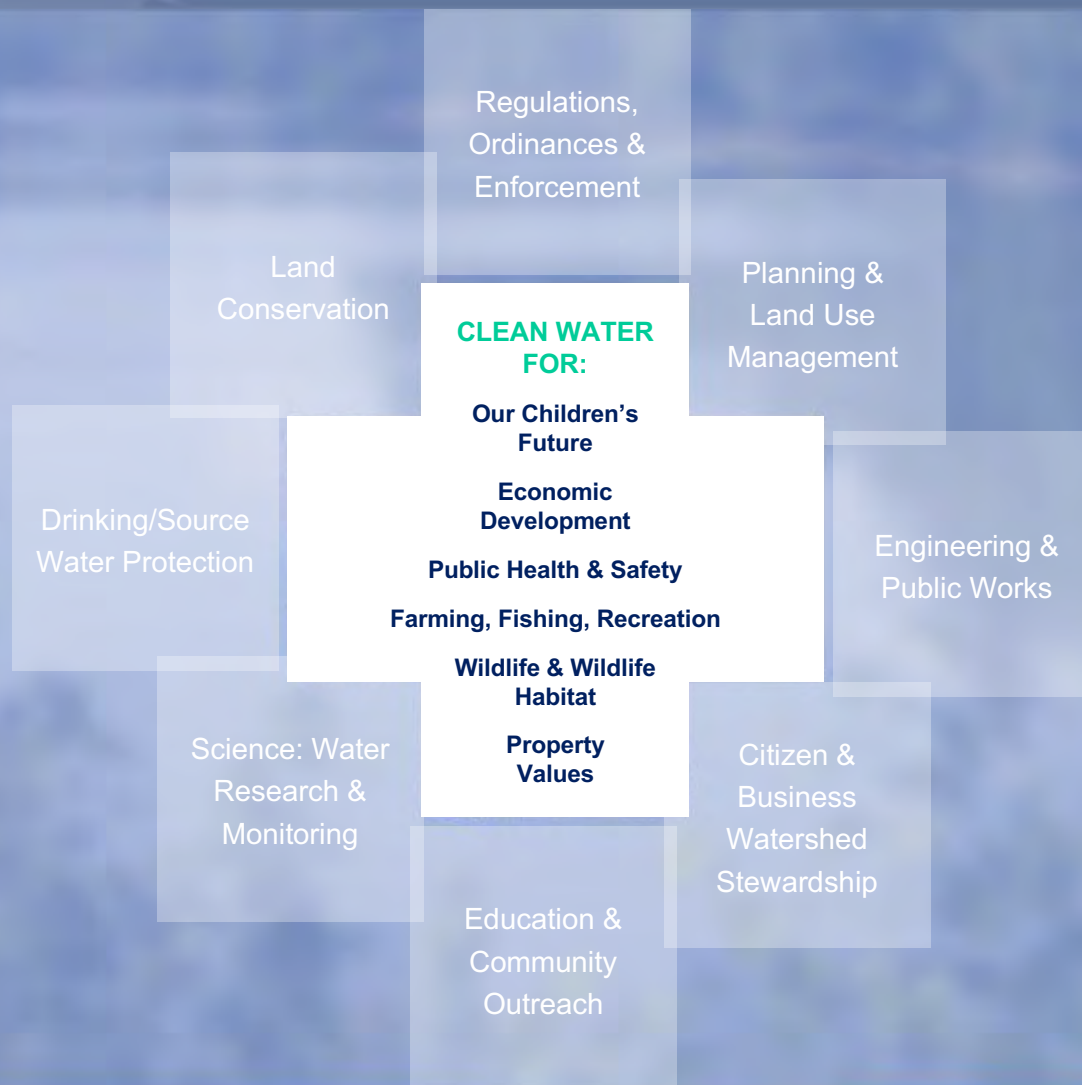 Regulations,
Ordinances &
Enforcement
Land
Conservation
Planning &
Land Use
Management
CLEAN WATER
FOR:
Our Children’s
Future
Economic
Development
Public Health & Safety
Farming, Fishing, Recreation
Wildlife & Wildlife
Habitat
Property
Values
Drinking/Source
Water Protection
Engineering &
Public Works
Science: Water
Research &
Monitoring
Citizen &
Business
Watershed
Stewardship
Education &
Community
Outreach